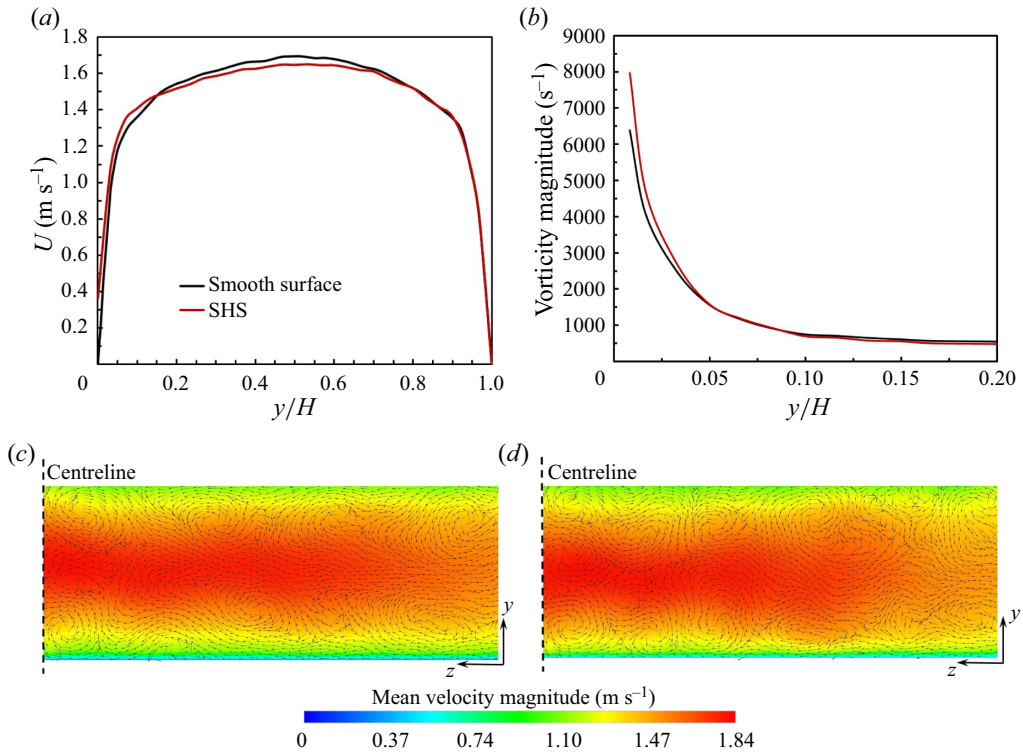 (a)
1.8
1.6
1.4
1.2
1.0
0.8
0.6
0.4
0.2
0
0.2
0.4
0.6
0.8
1.0
U (m s⁻¹)
y/H
Smooth surface
SHS
(b)
9000
8000
7000
6000
5000
4000
3000
2000
1000
0
0.05
0.10
0.15
0.20
Vorticity magnitude (s⁻¹)
y/H
(c)
Centreline
y
z
(d)
Centreline
y
z
Mean velocity magnitude (m s⁻¹)
0 0.37 0.74 1.10 1.47 1.84